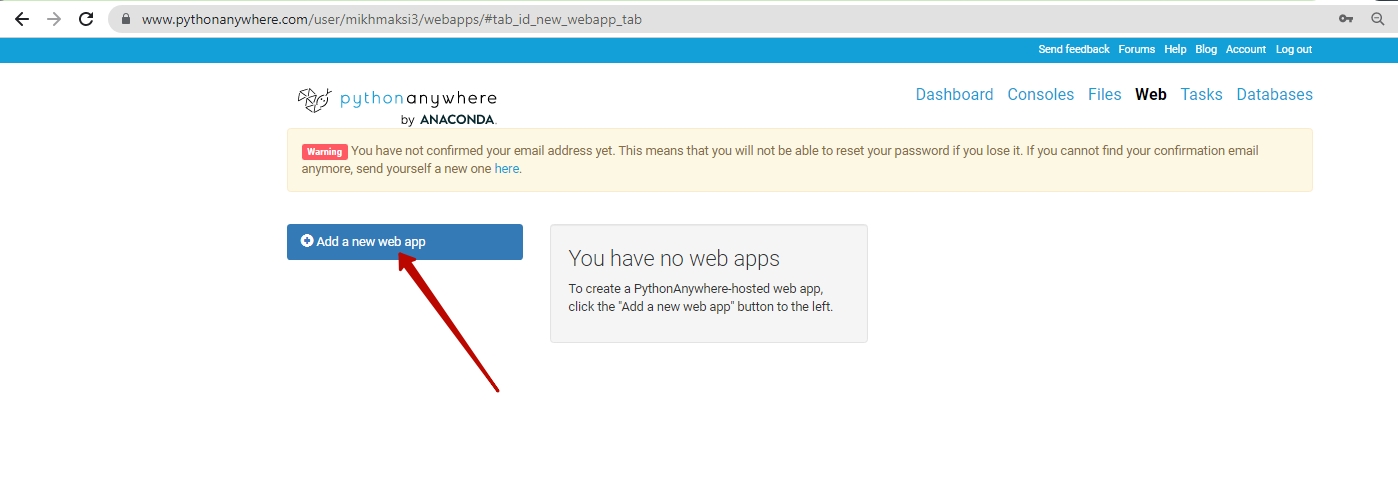 www.pythonanywhere.com/user/mikhmaksi3/webapps/#tab_id_new_webapp_tab
Send feedback Forums Help Blog Account Log out
pythonanywhere
by ANACONDA.
Dashboard Consoles Files Web Tasks Databases
Warning You have not confirmed your email address yet. This means that you will not be able to reset your password if you lose it. If you cannot find your confirmation email
anymore, send yourself a new one here.
Add a new web app
You have no web apps
To create a PythonAnywhere-hosted web app,
click the "Add a new web app" button to the left.